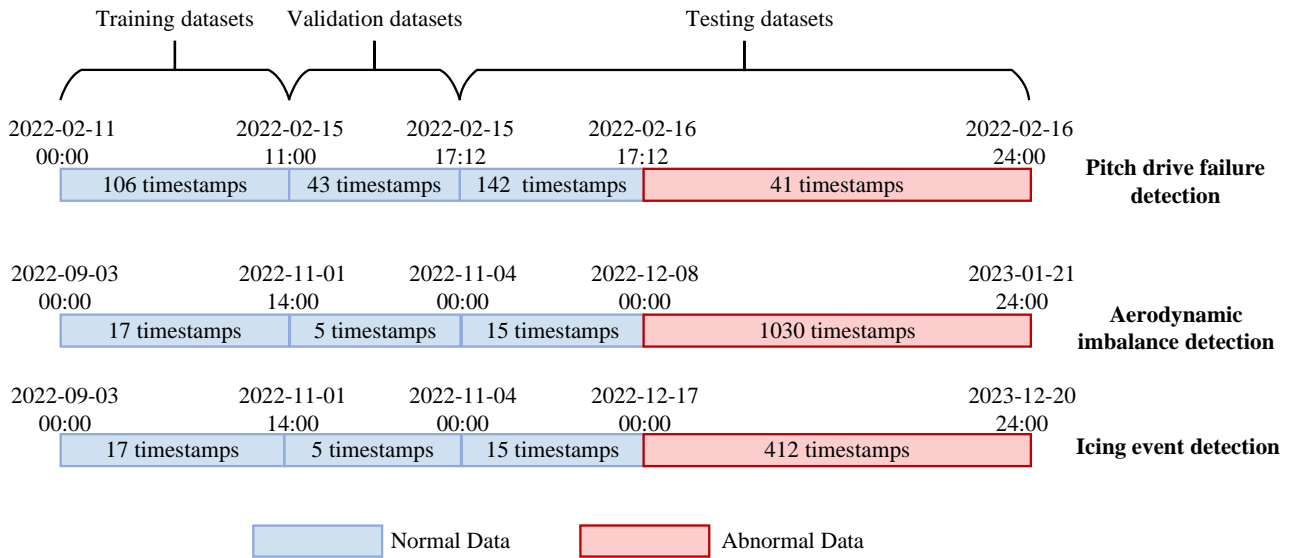 Training datasets Validation datasets Testing datasets
2022-02-11 2022-02-15 2022-02-15 2022-02-16 2022-02-16
00:00 11:00 17:12 17:12 24:00
106 timestamps 43 timestamps 142 timestamps 41 timestamps
Pitch drive failure
detection
2022-09-03 2022-11-01 2022-11-04 2022-12-08 2023-01-21
00:00 14:00 00:00 00:00 24:00
17 timestamps 5 timestamps 15 timestamps 1030 timestamps
Aerodynamic
imbalance detection
2022-09-03 2022-11-01 2022-11-04 2022-12-17 2023-12-20
00:00 14:00 00:00 00:00 24:00
17 timestamps 5 timestamps 15 timestamps 412 timestamps
Icing event detection
Normal Data Abnormal Data